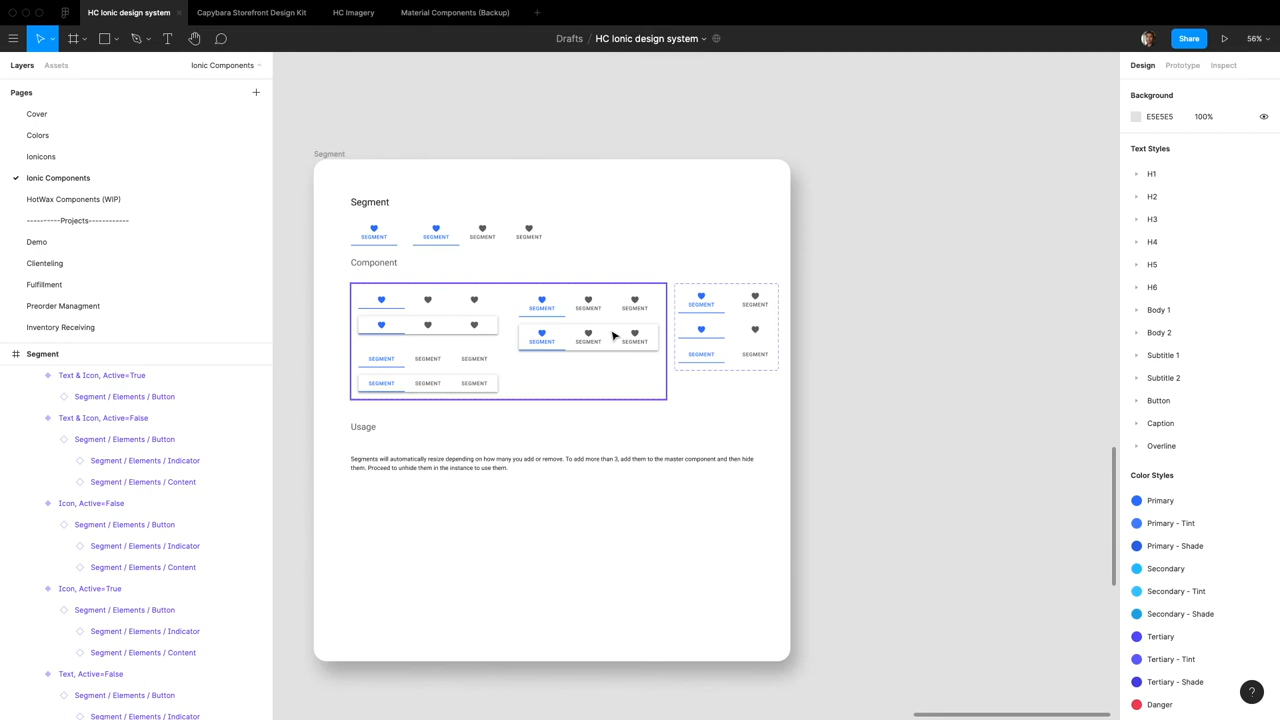 HC Ionic design system
Capybara Storefront Design Kit
HC Imagery
Material Components (Backup)
Drafts / HC Ionic design system
Share
56%
Layers
Assets
Ionic Components
Pages
Cover
Colors
Ionicons
Ionic Components
HotWax Components (WIP)
----------Projects------------
Demo
Clienteling
Fulfillment
Preorder Managment
Inventory Receiving
Segment
Text & Icon, Active=True
Segment / Elements / Button
Text & Icon, Active=False
Segment / Elements / Button
Segment / Elements / Indicator
Segment / Elements / Content
Icon, Active=False
Segment / Elements / Button
Segment / Elements / Indicator
Segment / Elements / Content
Icon, Active=True
Segment / Elements / Button
Segment / Elements / Indicator
Segment / Elements / Content
Text, Active=False
Segment / Elements / Button
Segment / Elements / Indicator
Segment
Segment
SEGMENT SEGMENT SEGMENT SEGMENT
Component
SEGMENT SEGMENT SEGMENT
SEGMENT SEGMENT SEGMENT
SEGMENT SEGMENT SEGMENT
SEGMENT SEGMENT SEGMENT
SEGMENT SEGMENT
SEGMENT SEGMENT
Usage
Segments will automatically resize depending on how many you add or remove. To add more than 3, add them to the master component and then hide
them. Proceed to unhide them in the instance to use them.
Design
Prototype
Inspect
Background
E5E5E5
100%
Text Styles
H1
H2
H3
H4
H5
H6
Body 1
Body 2
Subtitle 1
Subtitle 2
Button
Caption
Overline
Color Styles
Primary
Primary - Tint
Primary - Shade
Secondary
Secondary - Tint
Secondary - Shade
Tertiary
Tertiary - Tint
Tertiary - Shade
Danger
?